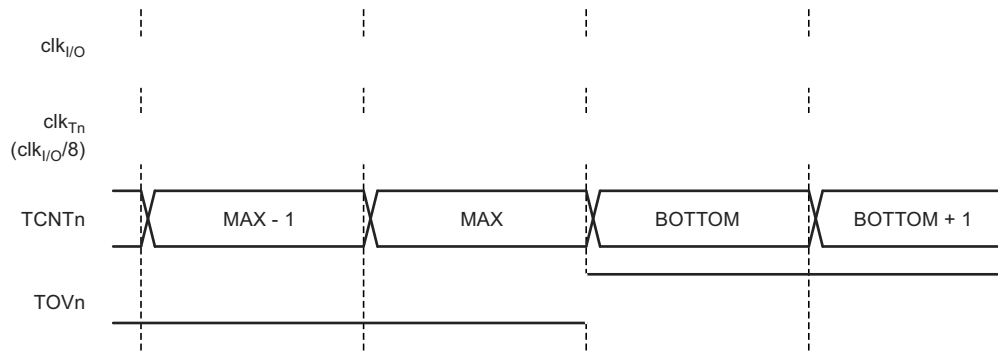 clkI/O
clkTn
(clkI/O/8)
TCNTn MAX - 1 MAX BOTTOM BOTTOM + 1
TOVn